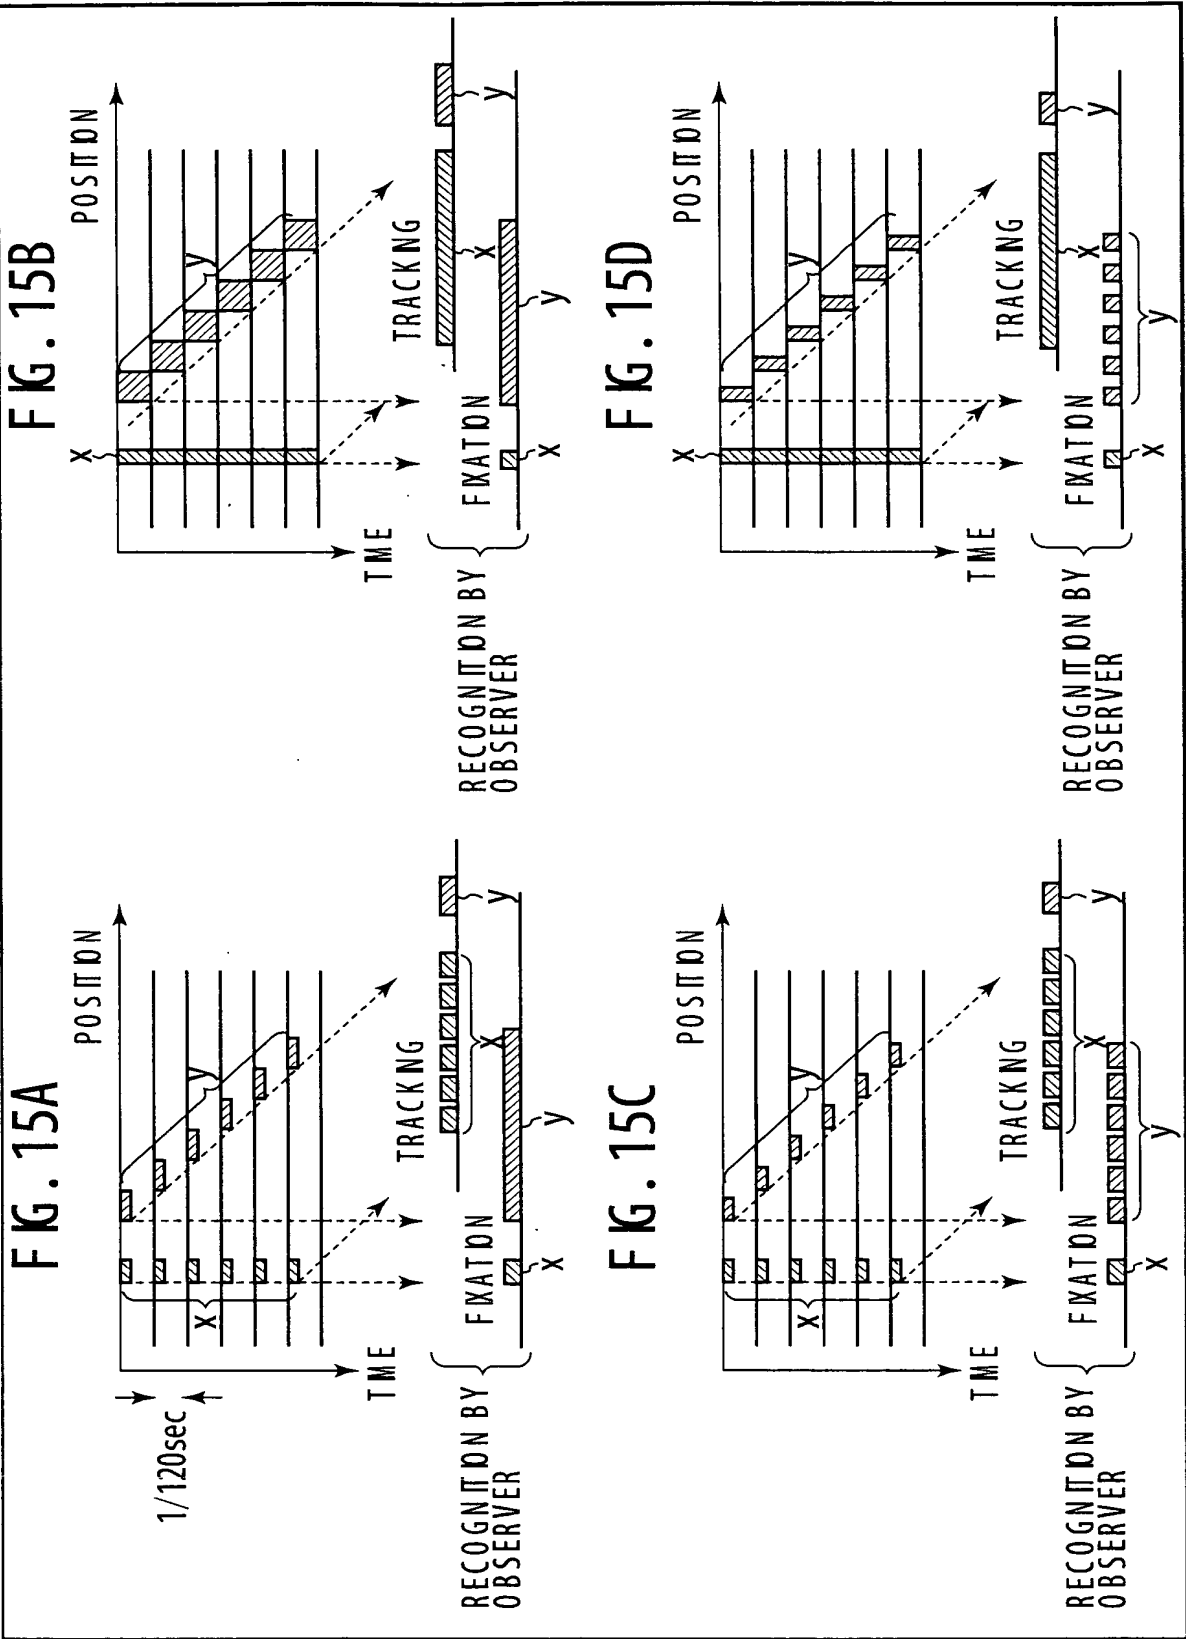 FIG. 15A
POSITION
1/120sec
X
y
TIME
TRACKING
X
y
FIXATION
X
y
RECOGNITION BY
OBSERVER
FIG. 15B
POSITION
X
y
TIME
TRACKING
X
y
FIXATION
X
y
RECOGNITION BY
OBSERVER
FIG. 15C
POSITION
X
y
TIME
TRACKING
X
y
FIXATION
X
y
RECOGNITION BY
OBSERVER
FIG. 15D
POSITION
X
y
TIME
TRACKING
X
y
FIXATION
X
y
RECOGNITION BY
OBSERVER